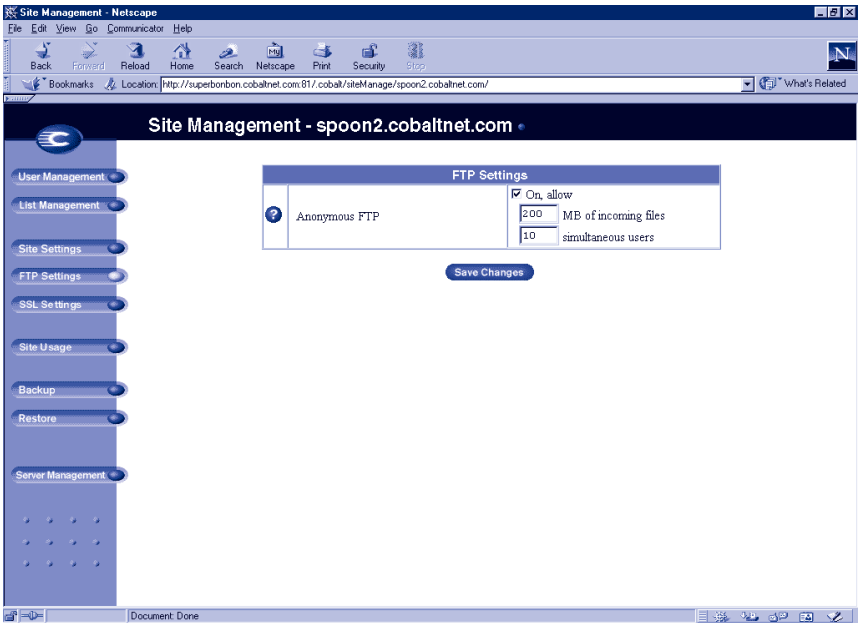 Site Management - Netscape
File Edit View Go Communicator Help
Back Forward Reload Home Search Netscape Print Security Stop
My
N
Bookmarks Location: http://superbonbon.cobaltnet.com:81/.cobalt/siteManage/spoon2.cobaltnet.com/ What's Related
Site Management - spoon2.cobaltnet.com
User Management
List Management
Site Settings
FTP Settings
SSL Settings
Site Usage
Backup
Restore
Server Management
FTP Settings
? Anonymous FTP
On, allow
200 MB of incoming files
10 simultaneous users
Save Changes
Document: Done